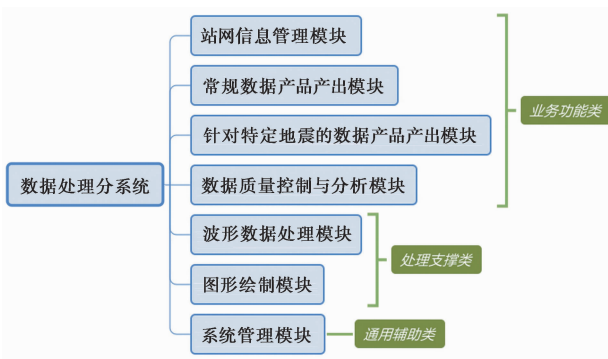 站网信息管理模块
常规数据产品产出模块
业务功能类
针对特定地震的数据产品产出模块
数据处理分系统
数据质量控制与分析模块
波形数据处理模块
处理支撑类
图形绘制模块
系统管理模块
通用辅助类